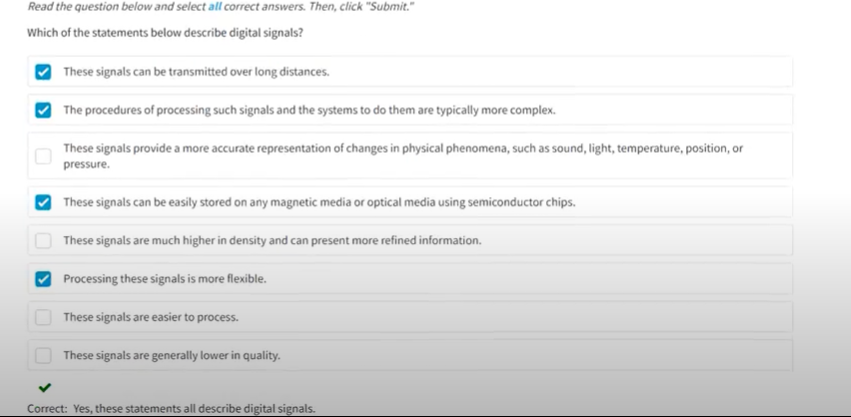 Read the question below and select all correct answers. Then, click "Submit."
Which of the statements below describe digital signals?
These signals can be transmitted over long distances.
The procedures of processing such signals and the systems to do them are typically more complex.
These signals provide a more accurate representation of changes in physical phenomena, such as sound, light, temperature, position, or
pressure.
These signals can be easily stored on any magnetic media or optical media using semiconductor chips.
These signals are much higher in density and can present more refined information.
Processing these signals is more flexible.
These signals are easier to process.
These signals are generally lower in quality.
Correct: Yes, these statements all describe digital signals.